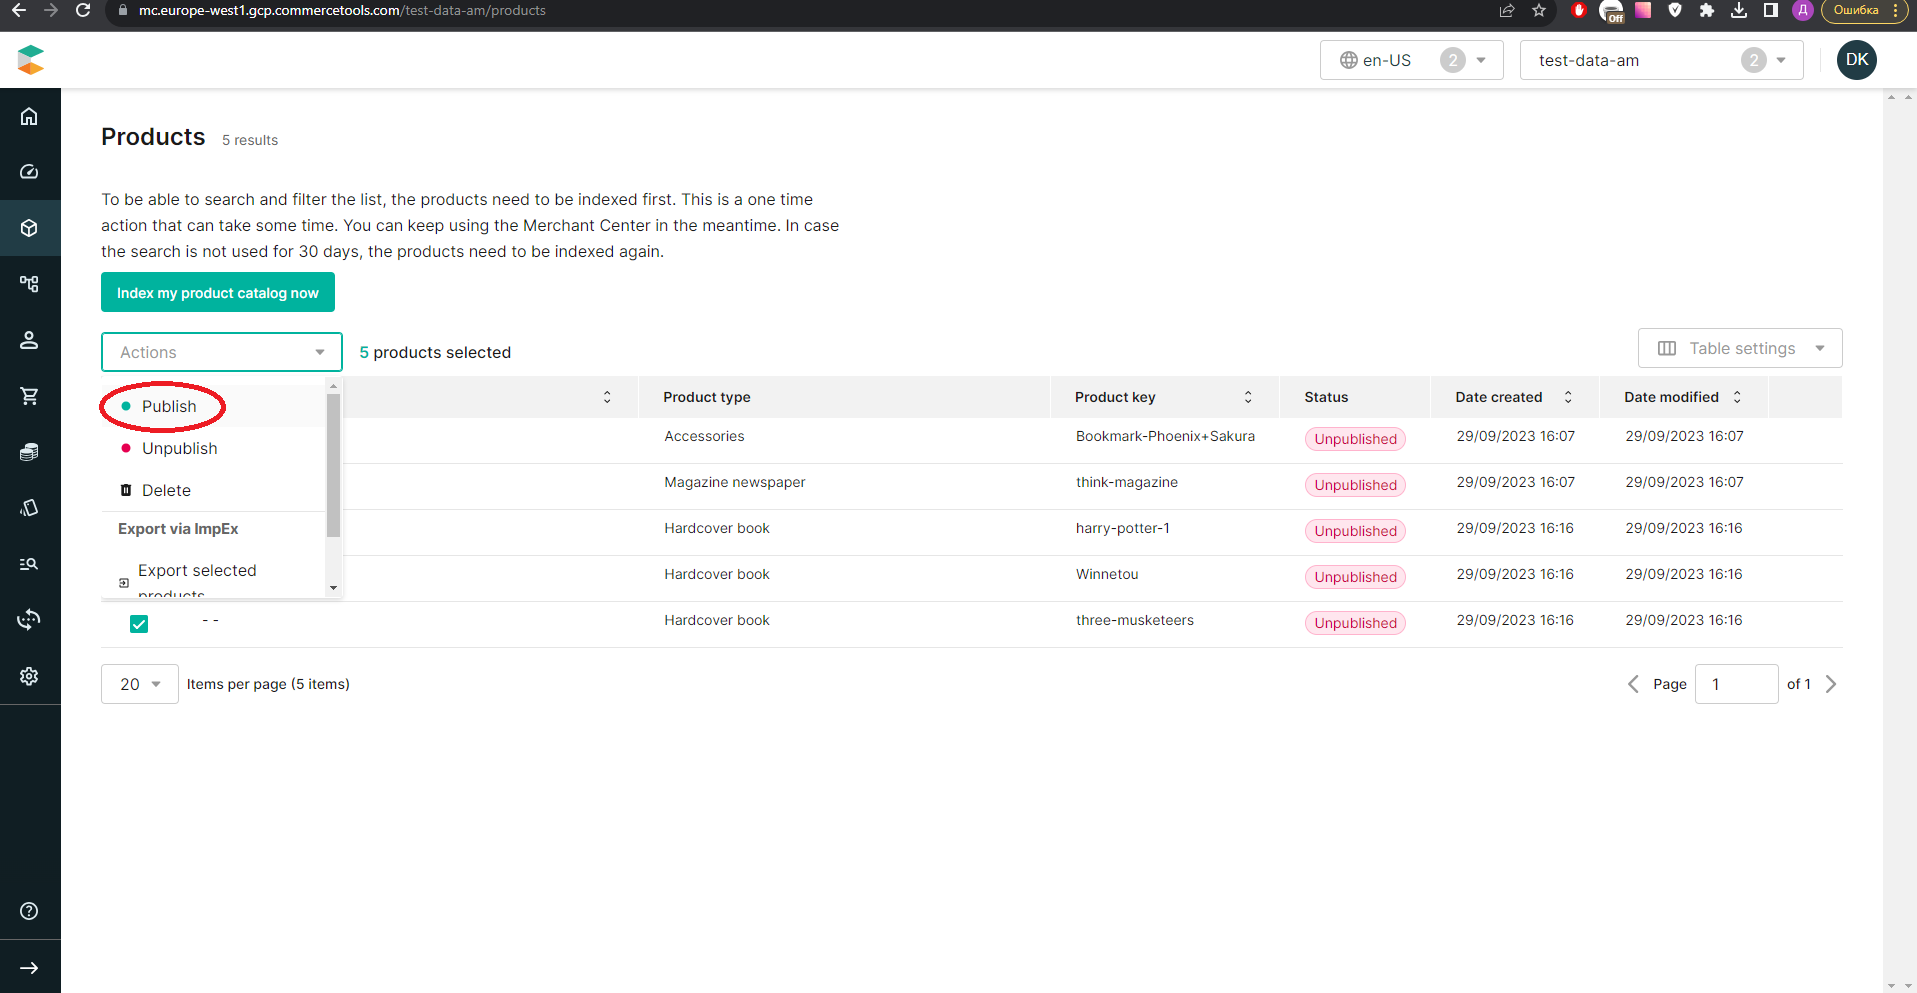 mc.europe-west1.gcp.commercetools.com/test-data-am/products
Off
Д
Ошибка
en-US
2
test-data-am
2
DK
Products
5 results
To be able to search and filter the list, the products need to be indexed first. This is a one time
action that can take some time. You can keep using the Merchant Center in the meantime. In case
the search is not used for 30 days, the products need to be indexed again.
Index my product catalog now
Actions
5 products selected
Table settings
Publish
Unpublish
Delete
Export via ImpEx
Export selected
products
Product type
Product key
Status
Date created
Date modified
Accessories
Bookmark-Phoenix+Sakura
Unpublished
29/09/2023 16:07
29/09/2023 16:07
Magazine newspaper
think-magazine
Unpublished
29/09/2023 16:07
29/09/2023 16:07
Hardcover book
harry-potter-1
Unpublished
29/09/2023 16:16
29/09/2023 16:16
Hardcover book
Winnetou
Unpublished
29/09/2023 16:16
29/09/2023 16:16
- -
Hardcover book
three-musketeers
Unpublished
29/09/2023 16:16
29/09/2023 16:16
20
Items per page (5 items)
Page
1
of 1